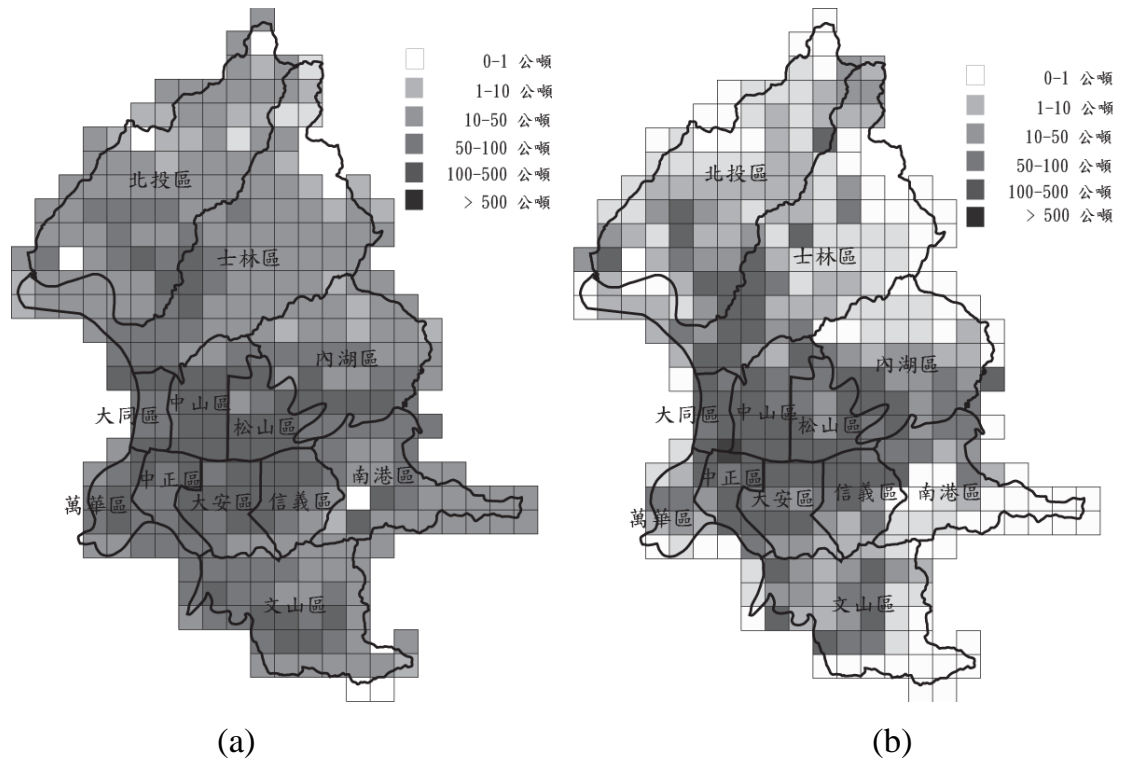 0-1 公噸
1-10 公噸
10-50 公噸
50-100 公噸
100-500 公噸
> 500 公噸
北投區
士林區
內湖區
大同區
中山區
松山區
中正區
南港區
萬華區
大安區
信義區
文山區
(a)
0-1 公噸
1-10 公噸
10-50 公噸
50-100 公噸
100-500 公噸
> 500 公噸
北投區
士林區
內湖區
大同區
中山區
松山區
中正區
大安區
信義區
南港區
萬華區
文山區
(b)